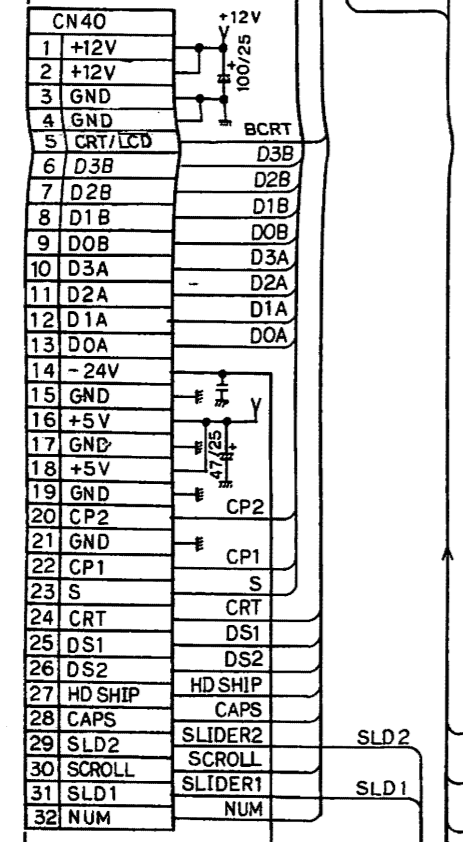 CN40
+12V
1 +12V
2 +12V
100/25
+
3 GND
4 GND
5 CRT/LCD BCRT
6 D3B D3B
7 D2B D2B
8 D1B D1B
9 D0B D0B
10 D3A D3A
11 D2A D2A
12 D1A D1A
13 D0A D0A
14 -24V
15 GND
16 +5V
17 GND
47/25
+
18 +5V
19 GND
20 CP2 CP2
21 GND
22 CP1 CP1
23 S S
24 CRT CRT
25 DS1 DS1
26 DS2 DS2
27 HD SHIP HD SHIP
28 CAPS CAPS
29 SLD2 SLIDER2 SLD2
30 SCROLL SCROLL
31 SLD1 SLIDER1 SLD1
32 NUM NUM